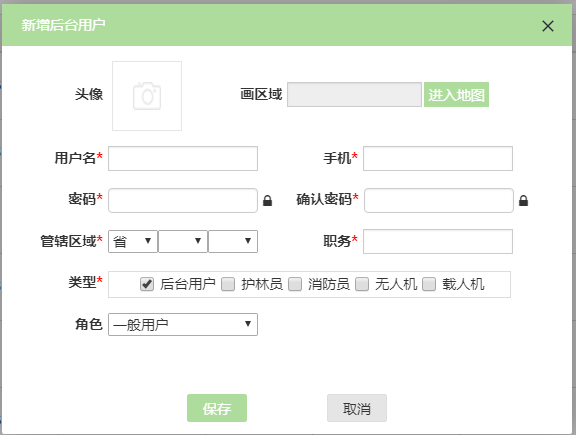 新增后台用户
头像 画区域 进入地图
用户名* 手机*
密码* 确认密码*
管辖区域* 省 职务*
类型* 后台用户 护林员 消防员 无人机 载人机
角色 一般用户
保存 取消